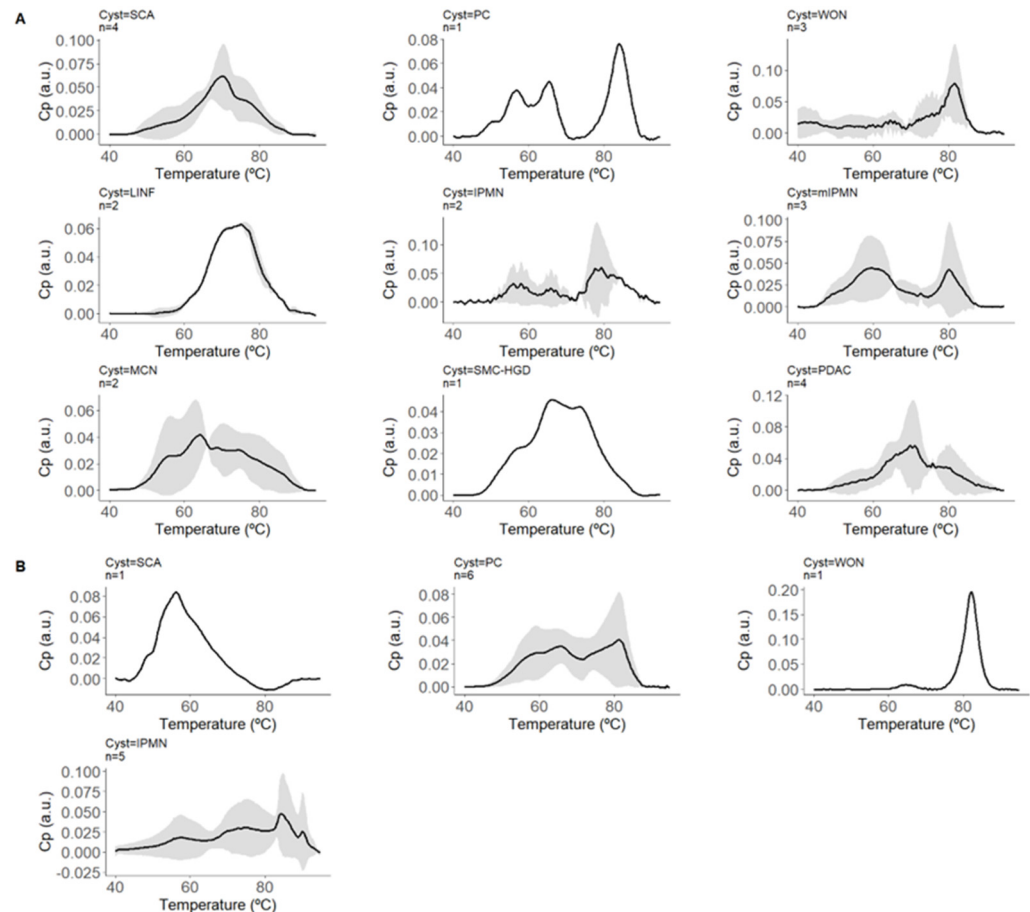 A
Cyst=SCA
n=4
0.100
0.075
0.050
0.025
0.000
Cp (a.u.)
40 60 80
Temperature (ºC)
Cyst=PC
n=1
0.08
0.06
0.04
0.02
0.00
Cp (a.u.)
40 60 80
Temperature (ºC)
Cyst=WON
n=3
0.10
0.05
0.00
Cp (a.u.)
40 60 80
Temperature (ºC)
Cyst=LINF
n=2
0.06
0.04
0.02
0.00
Cp (a.u.)
40 60 80
Temperature (ºC)
Cyst=IPMN
n=2
0.10
0.05
0.00
Cp (a.u.)
40 60 80
Temperature (ºC)
Cyst=mIPMN
n=3
0.100
0.075
0.050
0.025
0.000
Cp (a.u.)
40 60 80
Temperature (ºC)
Cyst=MCN
n=2
0.06
0.04
0.02
0.00
Cp (a.u.)
40 60 80
Temperature (ºC)
Cyst=SMC-HGD
n=1
0.04
0.03
0.02
0.01
0.00
Cp (a.u.)
40 60 80
Temperature (ºC)
Cyst=PDAC
n=4
0.12
0.08
0.04
0.00
Cp (a.u.)
40 60 80
Temperature (ºC)
B
Cyst=SCA
n=1
0.08
0.06
0.04
0.02
0.00
Cp (a.u.)
40 60 80
Temperature (ºC)
Cyst=PC
n=6
0.08
0.06
0.04
0.02
0.00
Cp (a.u.)
40 60 80
Temperature (ºC)
Cyst=WON
n=1
0.20
0.15
0.10
0.05
0.00
Cp (a.u.)
40 60 80
Temperature (ºC)
Cyst=IPMN
n=5
0.100
0.075
0.050
0.025
0.000
-0.025
Cp (a.u.)
40 60 80
Temperature (ºC)